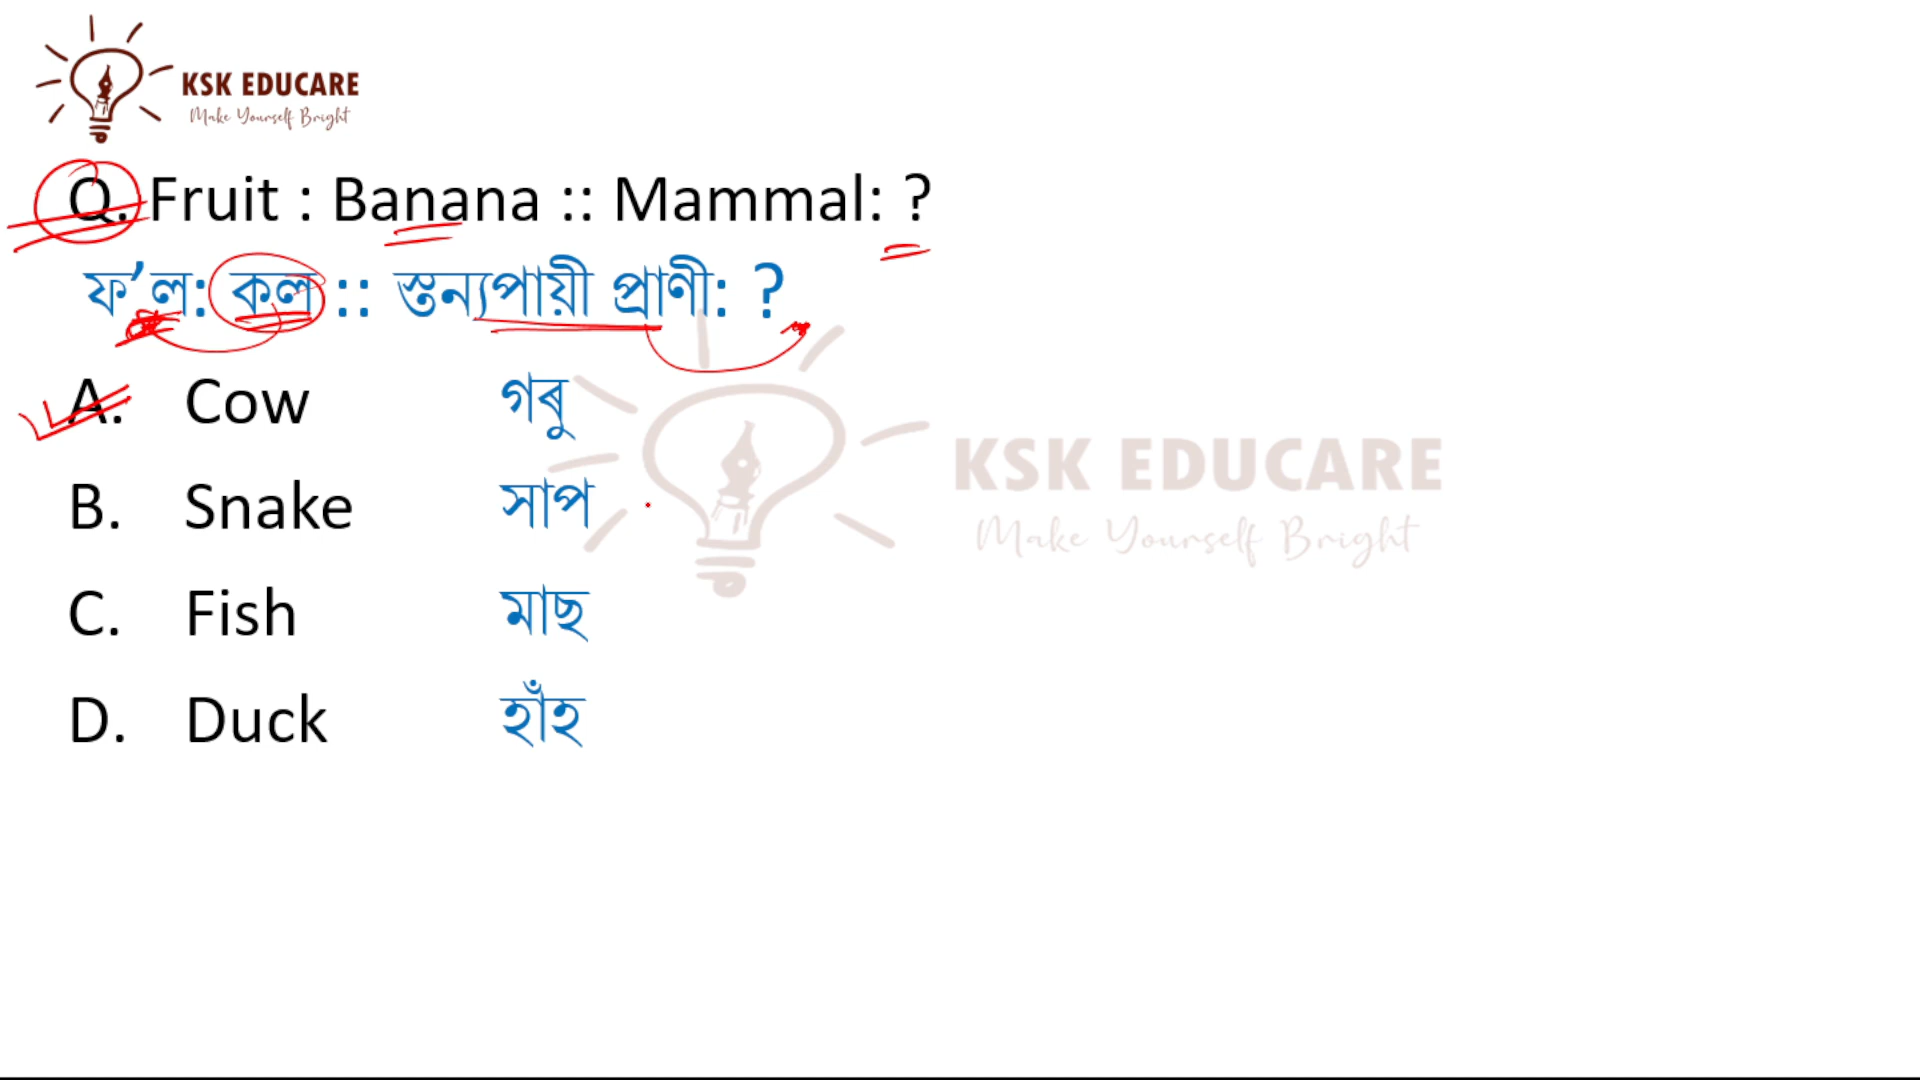 KSK EDUCARE
Make Yourself Bright
Q. Fruit : Banana :: Mammal: ?
ফ’ল: কল :: স্তন্যপায়ী প্ৰাণী: ?
A. Cow গৰু
B. Snake সাপ
C. Fish মাছ
D. Duck হাঁহ
KSK EDUCARE
Make Yourself Bright